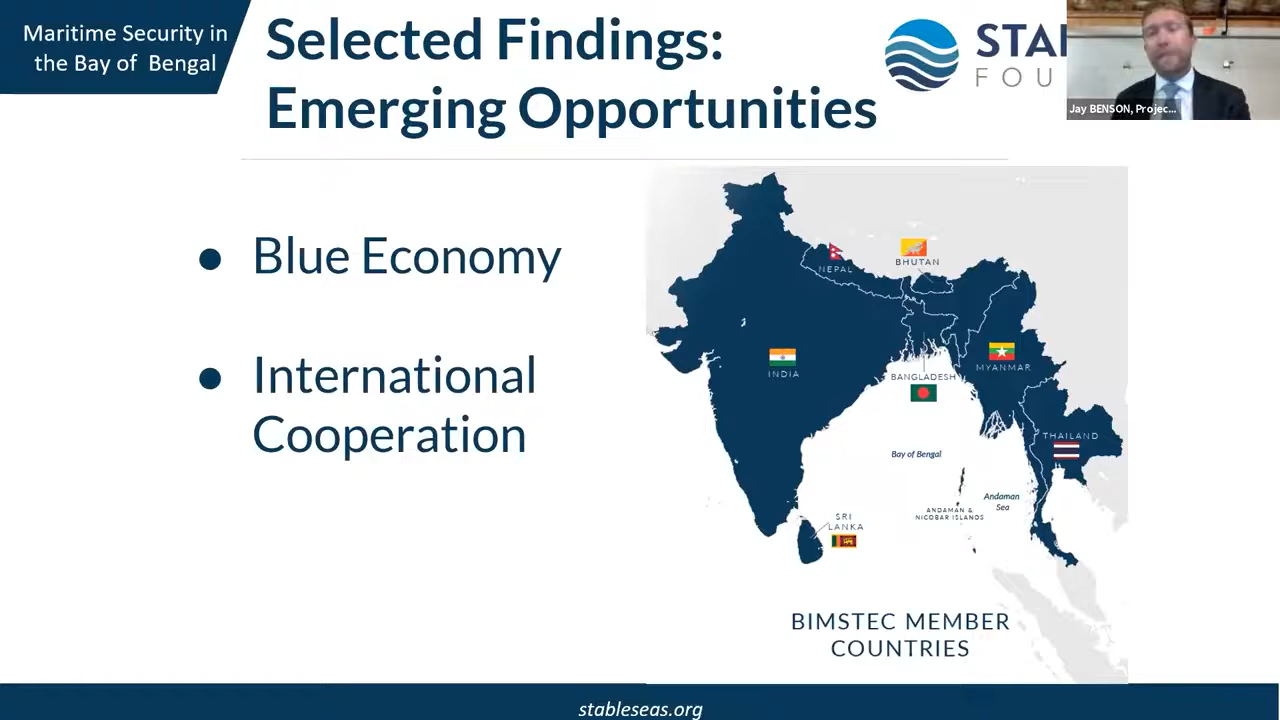 Maritime Security in
the Bay of Bengal
Selected Findings:
Emerging Opportunities
FOU
Jay BENSON, Projec...
Blue Economy
International
Cooperation
NEPAL
BHUTAN
INDIA
BANGLADESH
MYANMAR
THAILAND
Bay of Bengal
Andaman
Sea
ANDAMAN &
NICOBAR ISLANDS
SRI
LANKA
BIMSTEC MEMBER
COUNTRIES
stableseas.org